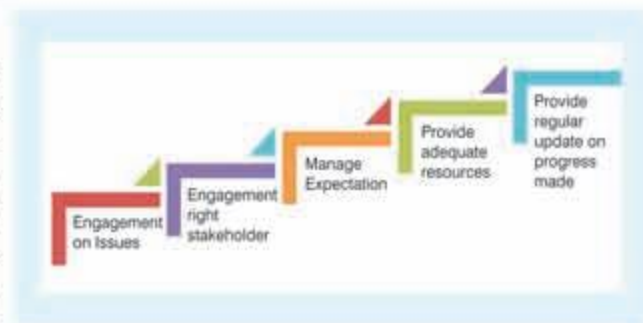 Engagement
on Issues
Engagement
right
stakeholder
Manage
Expectation
Provide
adequate
resources
Provide
regular
update on
progress
made